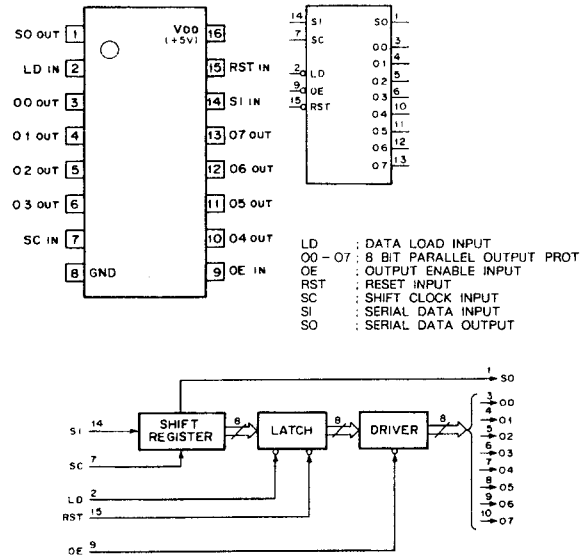 SO OUT 1
LD IN 2
O0 OUT 3
O1 OUT 4
O2 OUT 5
O3 OUT 6
SC IN 7
8 GND
VDD 16
(+5V)
15 RST IN
14 SI IN
13 O7 OUT
12 O6 OUT
11 O5 OUT
10 O4 OUT
9 OE IN
14 SI
7 SC
2 LD
9 OE
15 RST
SO 1
O0 3
O1 4
O2 5
O3 6
O4 10
O5 11
O6 12
O7 13
LD : DATA LOAD INPUT
O0-O7 : 8 BIT PARALLEL OUTPUT PROT
OE : OUTPUT ENABLE INPUT
RST : RESET INPUT
SC : SHIFT CLOCK INPUT
SI : SERIAL DATA INPUT
SO : SERIAL DATA OUTPUT
1 SO
SI 14
SHIFT
REGISTER
8
LATCH
8
DRIVER
8
SC 7
LD 2
RST 15
OE 9
3 O0
4 O1
5 O2
6 O3
7 O4
8 O5
9 O6
10 O7